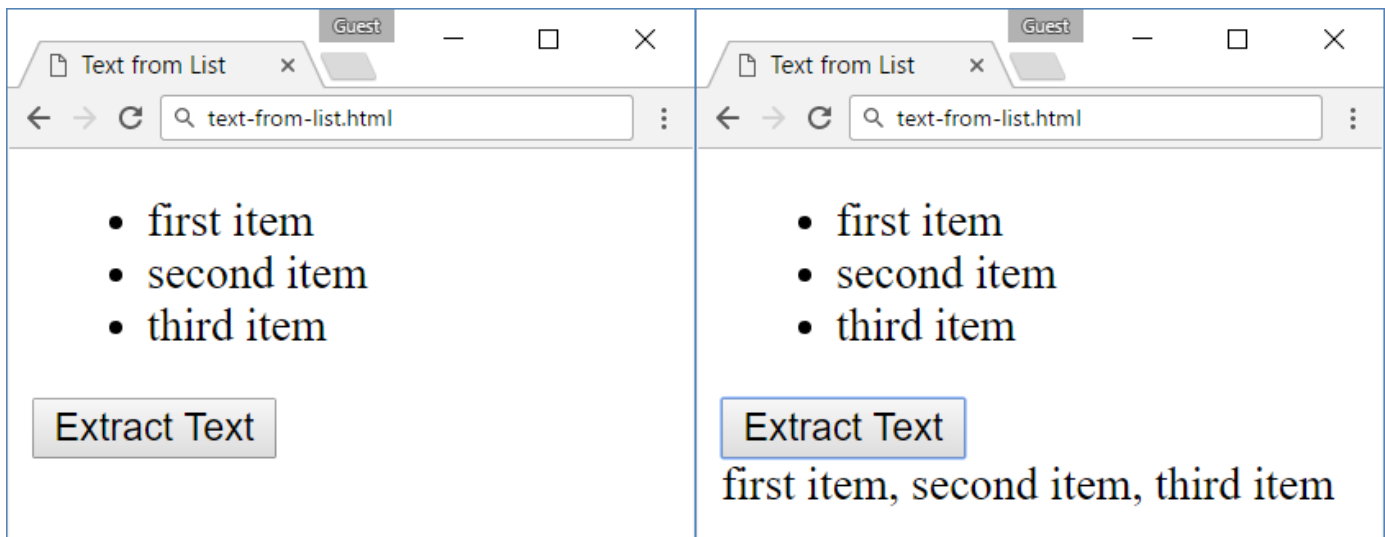 Guest
Text from List
text-from-list.html
first item
second item
third item
Extract Text
Guest
Text from List
text-from-list.html
first item
second item
third item
Extract Text
first item, second item, third item